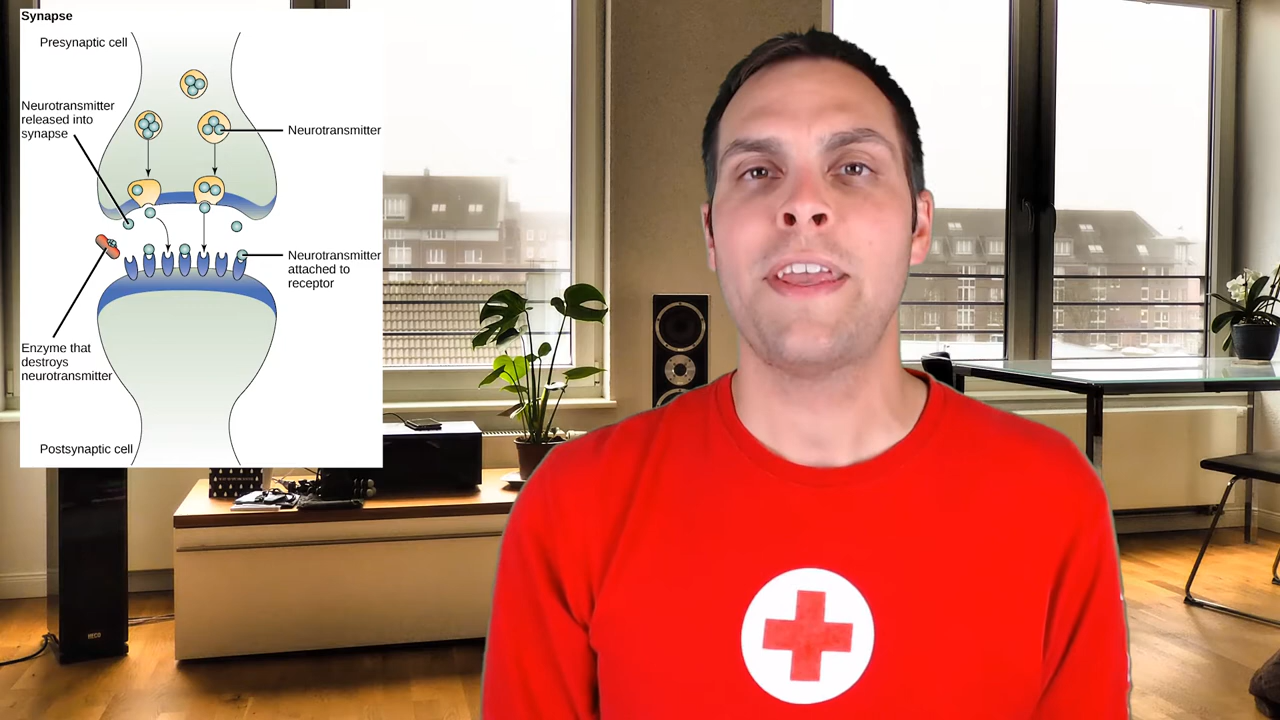 Synapse
Presynaptic cell
Neurotransmitter
released into
synapse
Neurotransmitter
Neurotransmitter
attached to
receptor
Enzyme that
destroys
neurotransmitter
Postsynaptic cell